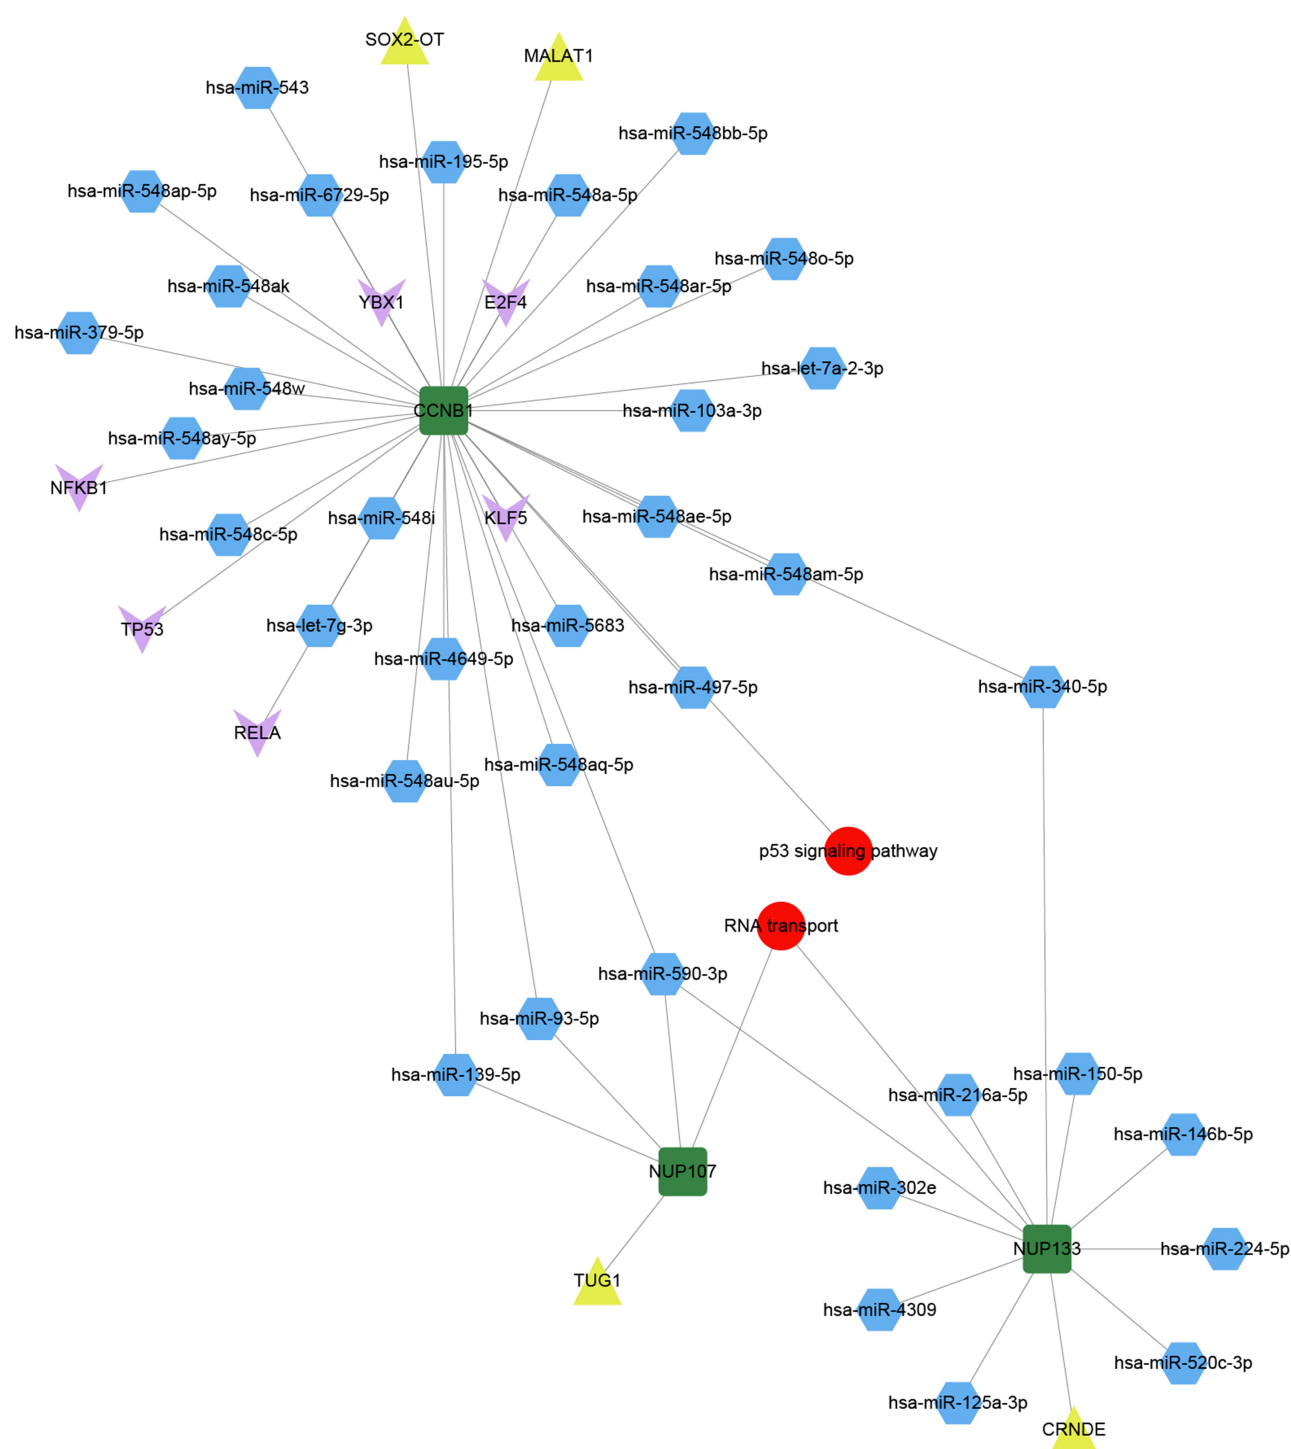 SOX2-OT
MALAT1
hsa-miR-543
hsa-miR-548bb-5p
hsa-miR-195-5p
hsa-miR-548ap-5p
hsa-miR-6729-5p
hsa-miR-548a-5p
hsa-miR-548o-5p
hsa-miR-548ak
hsa-miR-548ar-5p
YBX1
E2F4
hsa-miR-379-5p
hsa-let-7a-2-3p
hsa-miR-548w
CCNB1
hsa-miR-103a-3p
hsa-miR-548ay-5p
NFKB1
hsa-miR-548i
KLF5
hsa-miR-548ae-5p
hsa-miR-548c-5p
hsa-miR-548am-5p
TP53
hsa-let-7g-3p
hsa-miR-5683
hsa-miR-4649-5p
hsa-miR-497-5p
hsa-miR-340-5p
RELA
hsa-miR-548aq-5p
hsa-miR-548au-5p
p53 signaling pathway
RNA transport
hsa-miR-590-3p
hsa-miR-93-5p
hsa-miR-139-5p
hsa-miR-150-5p
hsa-miR-216a-5p
hsa-miR-146b-5p
NUP107
hsa-miR-302e
NUP133
hsa-miR-224-5p
TUG1
hsa-miR-4309
hsa-miR-520c-3p
hsa-miR-125a-3p
CRNDE